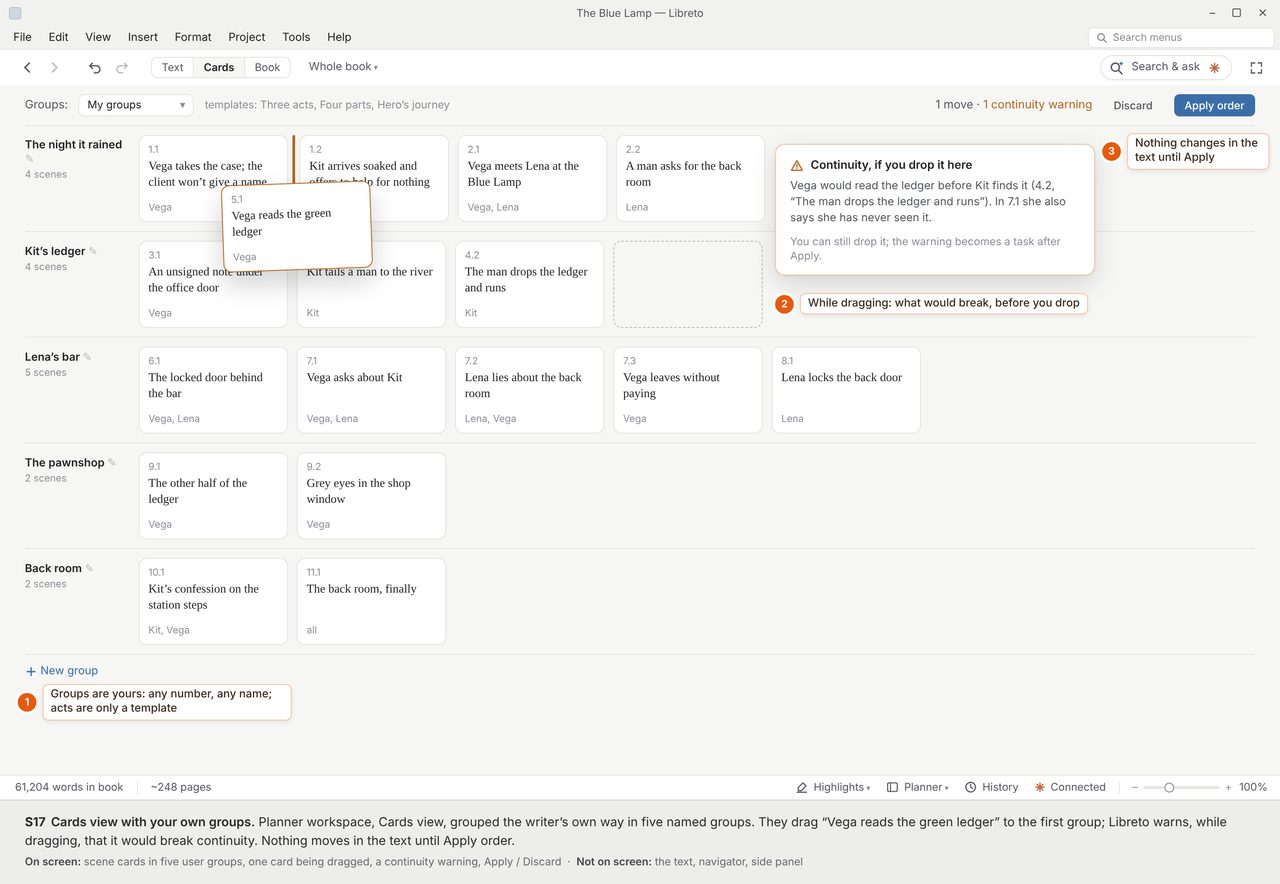 The Blue Lamp — Libreto
File Edit View Insert Format Project Tools Help
Search menus
Text Cards Book Whole book
Search & ask
Groups: My groups templates: Three acts, Four parts, Hero’s journey
1 move · 1 continuity warning Discard Apply order
The night it rained
4 scenes
1.1
Vega takes the case; the
client won’t give a name
Vega
1.2
Kit arrives soaked and
offers to help for nothing
2.1
Vega meets Lena at the
Blue Lamp
Vega, Lena
2.2
A man asks for the back
room
Lena
5.1
Vega reads the green
ledger
Vega
Continuity, if you drop it here
Vega would read the ledger before Kit finds it (4.2,
“The man drops the ledger and runs”). In 7.1 she also
says she has never seen it.
You can still drop it; the warning becomes a task after
Apply.
3
Nothing changes in the
text until Apply
2
While dragging: what would break, before you drop
Kit’s ledger
4 scenes
3.1
An unsigned note under
the office door
Vega
Kit tails a man to the river
Kit
4.2
The man drops the ledger
and runs
Kit
Lena’s bar
5 scenes
6.1
The locked door behind
the bar
Vega, Lena
7.1
Vega asks about Kit
Vega, Lena
7.2
Lena lies about the back
room
Lena, Vega
7.3
Vega leaves without
paying
Vega
8.1
Lena locks the back door
Lena
The pawnshop
2 scenes
9.1
The other half of the
ledger
Vega
9.2
Grey eyes in the shop
window
Vega
Back room
2 scenes
10.1
Kit’s confession on the
station steps
Kit, Vega
11.1
The back room, finally
all
+ New group
1
Groups are yours: any number, any name;
acts are only a template
61,204 words in book ~248 pages
Highlights Planner History Connected − + 100%
S17 Cards view with your own groups. Planner workspace, Cards view, grouped the writer’s own way in five named groups. They drag “Vega reads the green ledger” to the first group; Libreto warns, while
dragging, that it would break continuity. Nothing moves in the text until Apply order.
On screen: scene cards in five user groups, one card being dragged, a continuity warning, Apply / Discard · Not on screen: the text, navigator, side panel